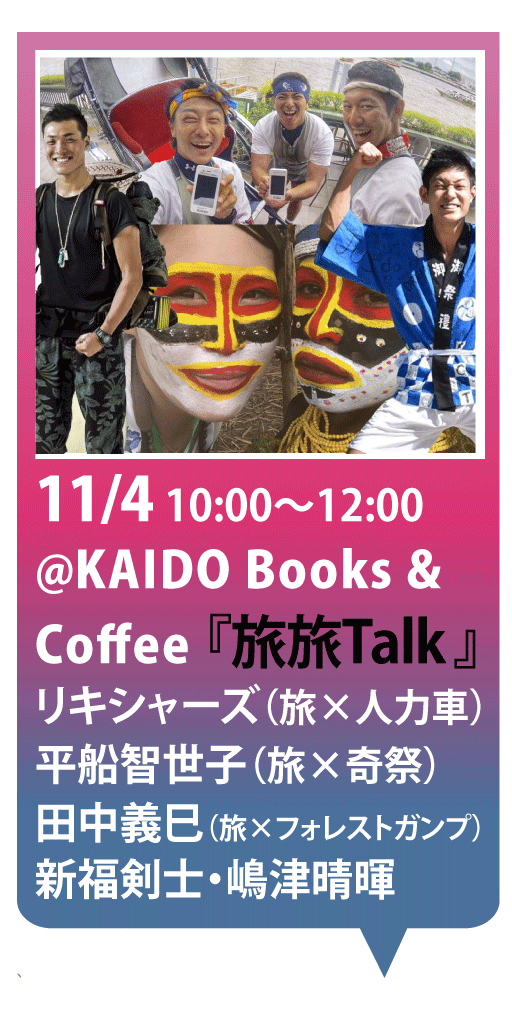 11/4 10:00〜12:00
@KAIDO Books &
Coffee『旅旅Talk』
リキシャーズ（旅×人力車）
平船智世子（旅×奇祭）
田中義巳（旅×フォレストガンプ）
新福剣士・嶋津晴暉
、